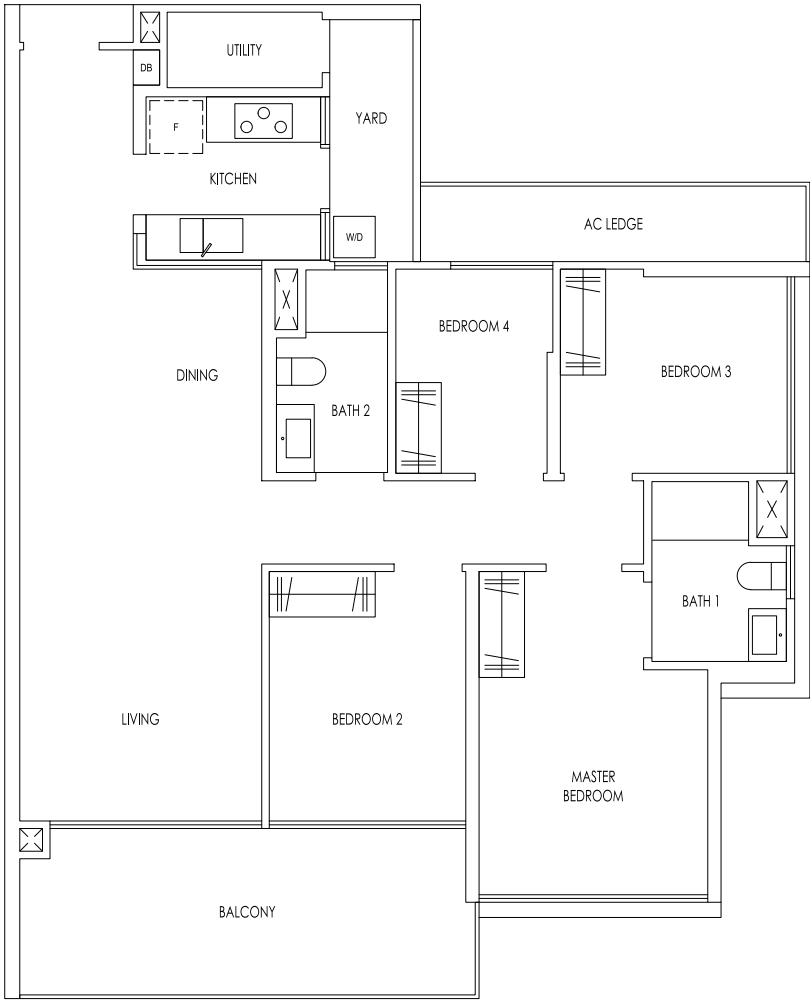 UTILITY
DB
F
YARD
KITCHEN
W/D
AC LEDGE
BEDROOM 4
BEDROOM 3
DINING
BATH 2
BATH 1
LIVING
BEDROOM 2
MASTER
BEDROOM
BALCONY